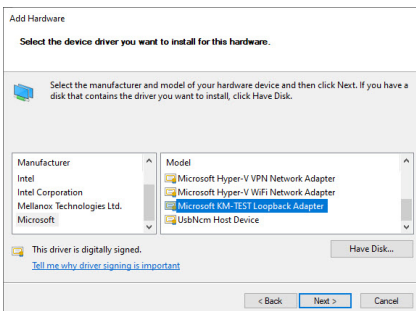 Add Hardware
Select the device driver you want to install for this hardware.
Select the manufacturer and model of your hardware device and then click Next. If you have a
disk that contains the driver you want to install, click Have Disk.
Manufacturer
Intel
Intel Corporation
Mellanox Technologies Ltd.
Microsoft
Model
Microsoft Hyper-V VPN Network Adapter
Microsoft Hyper-V WiFi Network Adapter
Microsoft KM-TEST Loopback Adapter
UsbNcm Host Device
This driver is digitally signed.
Tell me why driver signing is important
Have Disk...
< Back
Next >
Cancel